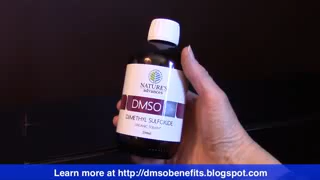 NATURE'S
DMSO
DIMETHYL SULFOXIDE
Learn more at http://dmsobenefits.blogspot.com